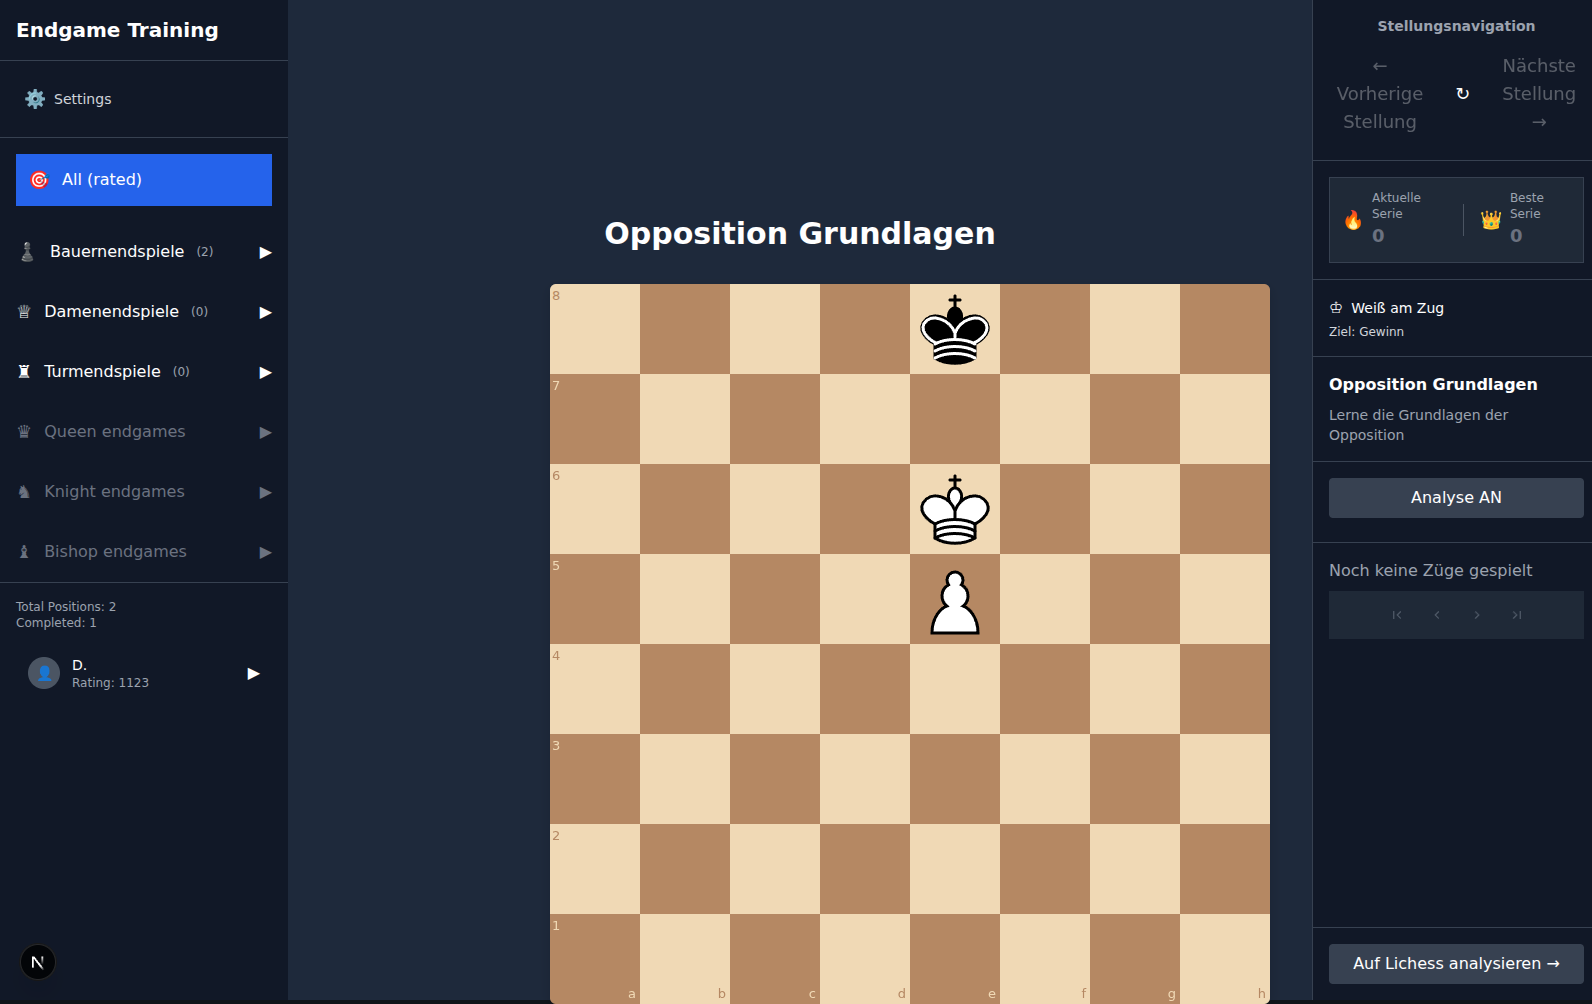 Endgame Training
⚙️ Settings
🎯 All (rated)
♟ Bauernendspiele (2) ▶
♕ Damenendspiele (0) ▶
♜ Turmendspiele (0) ▶
♛ Queen endgames ▶
♞ Knight endgames ▶
♝ Bishop endgames ▶
Total Positions: 2
Completed: 1
D.
Rating: 1123
▶
N
Opposition Grundlagen
8
7
6
5
4
3
2
1
a b c d e f g h
Stellungsnavigation
←
Vorherige
Stellung
↻
Nächste
Stellung
→
🔥 Aktuelle
Serie
0
👑 Beste
Serie
0
♔ Weiß am Zug
Ziel: Gewinn
Opposition Grundlagen
Lerne die Grundlagen der
Opposition
Analyse AN
Noch keine Züge gespielt
Auf Lichess analysieren →